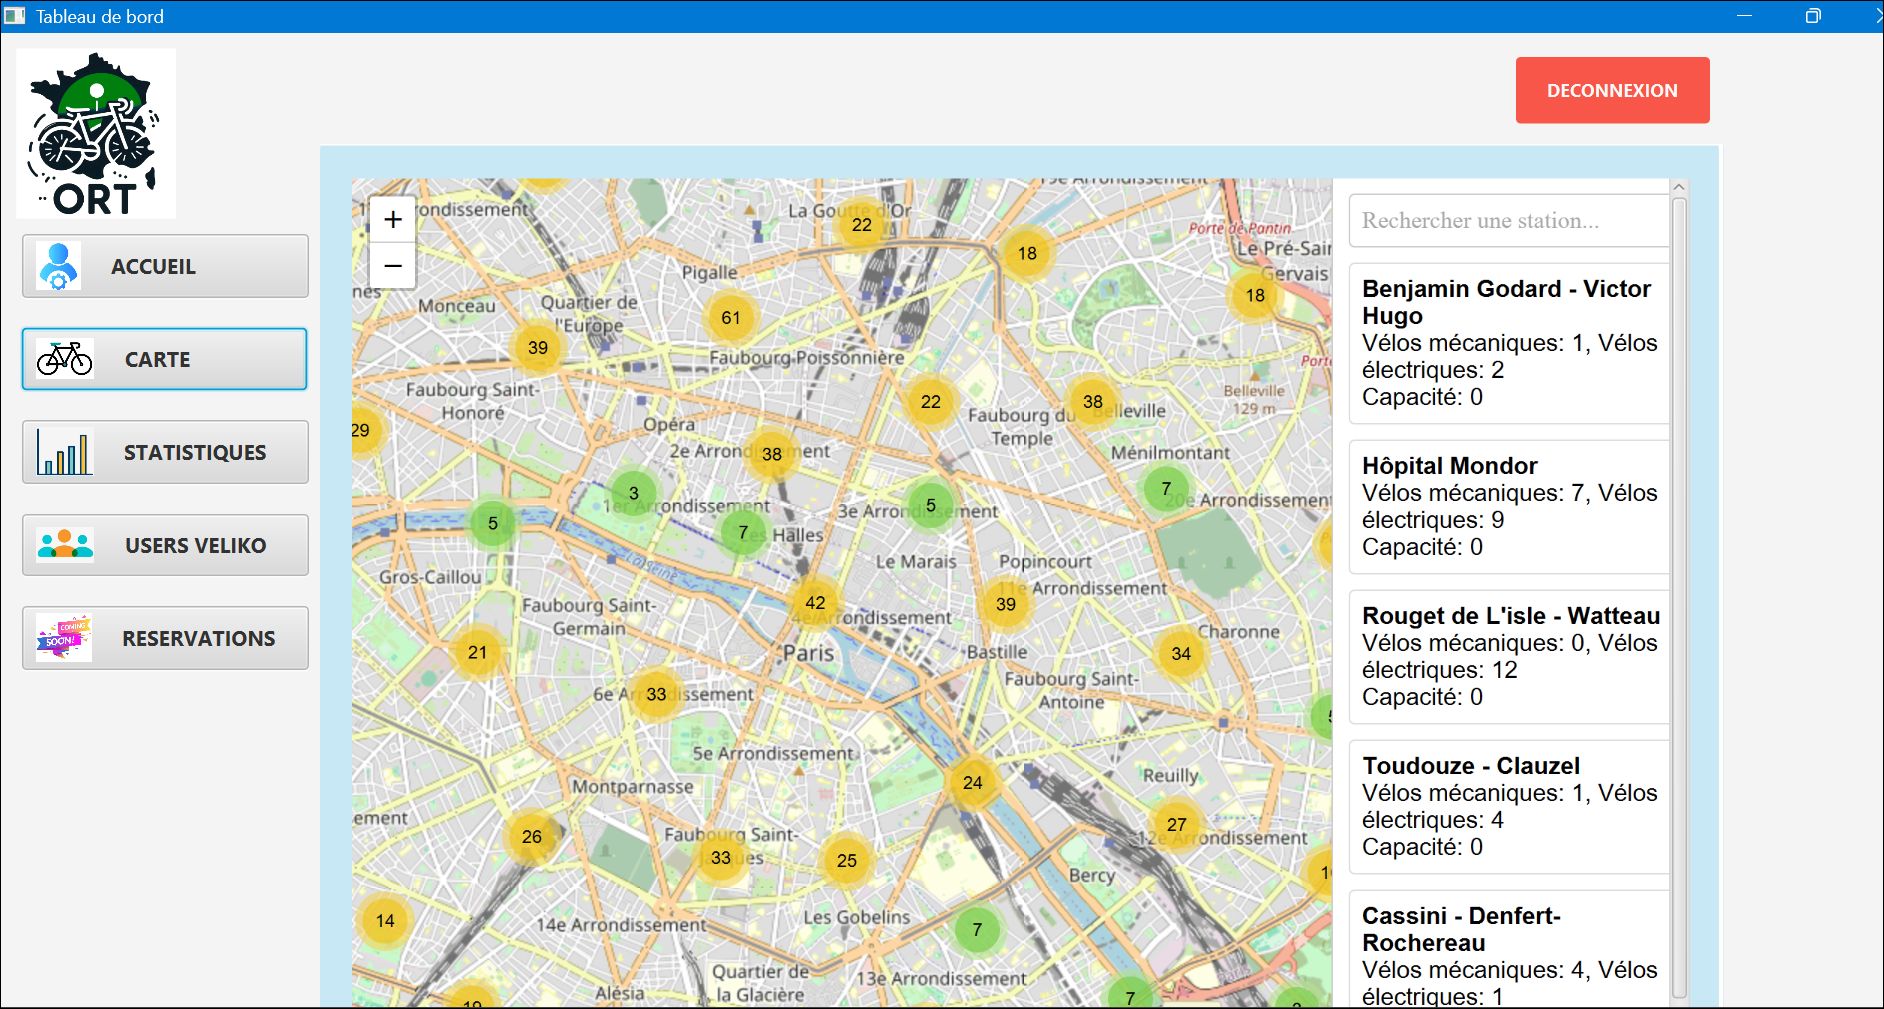 Tableau de bord
ORT
DECONNEXION
ACCUEIL
CARTE
STATISTIQUES
USERS VELIKO
COMING
SOON!
RESERVATIONS
+
−
19e Arrondissement
ondissement
La Goutte d'Or
22
Porte de Pantin
18
Le Pré-Sain
Gervais
Pigalle
18
nes
Monceau
Quartier de
l'Europe
61
39
Faubourg Poissonnière
Porte
Faubourg Saint-
Honoré
22
38
Belleville
Belleville
129 m
Faubourg du
Temple
29
Opéra
2e Arrondissement
38
Ménilmontant
3
7
1er Arrondissement
5
3e Arrondissement
20e Arrondissement
5
7
Les Halles
La Seine
Le Marais
Popincourt
Gros-Caillou
11e Arrondissement
42
39
Faubourg Saint-
Germain
4e Arrondissement
Charonne
21
Paris
Bastille
34
6e Arrondissement
33
Faubourg Saint-
Antoine
5e Arrondissement
24
Reuilly
Montparnasse
ement
26
Faubourg Saint-
Jacques
33
25
27
12e Arrondissement
Bercy
14
14e Arrondissement
Les Gobelins
7
Quartier de
la Glacière
13e Arrondissement
Alésia
19
7
Rechercher une station...
Benjamin Godard - Victor
Hugo
Vélos mécaniques: 1, Vélos
électriques: 2
Capacité: 0
Hôpital Mondor
Vélos mécaniques: 7, Vélos
électriques: 9
Capacité: 0
Rouget de L'isle - Watteau
Vélos mécaniques: 0, Vélos
électriques: 12
Capacité: 0
Toudouze - Clauzel
Vélos mécaniques: 1, Vélos
électriques: 4
Capacité: 0
Cassini - Denfert-
Rochereau
Vélos mécaniques: 4, Vélos
électriques: 1